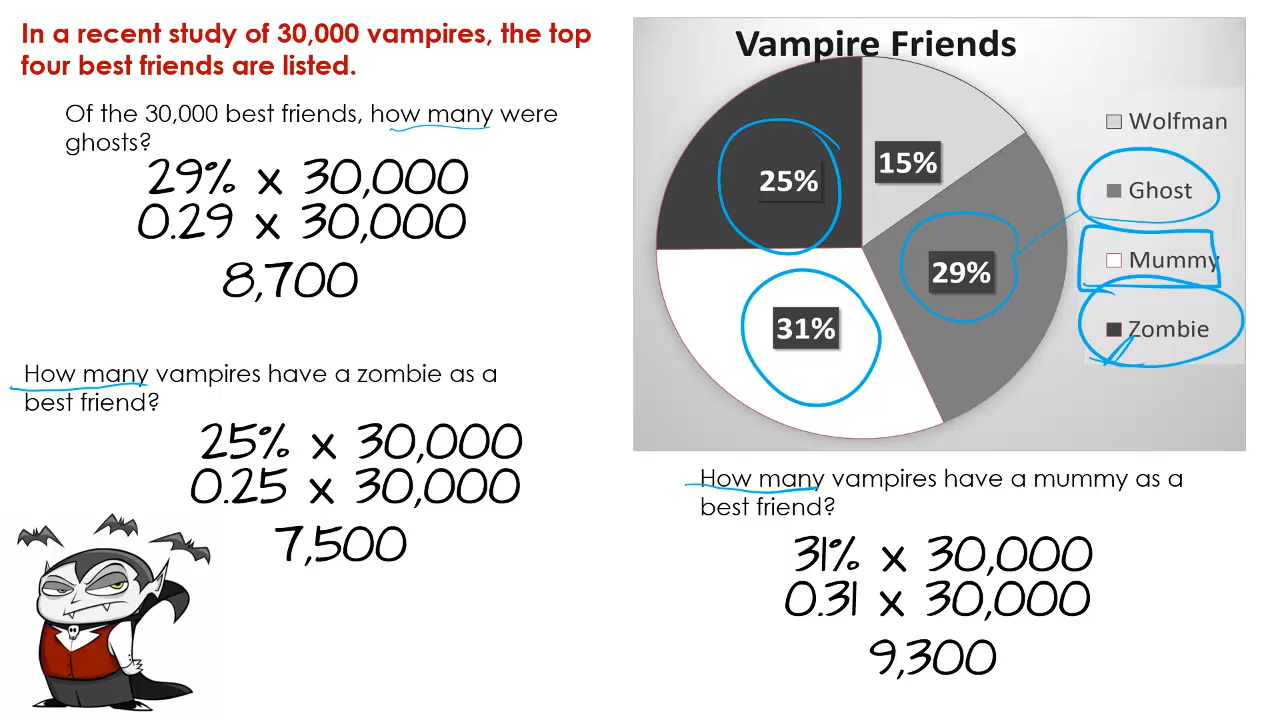 In a recent study of 30,000 vampires, the top
four best friends are listed.
Of the 30,000 best friends, how many were
ghosts?
29% x 30,000
0.29 x 30,000
8,700
How many vampires have a zombie as a
best friend?
25% x 30,000
0.25 x 30,000
7,500
Vampire Friends
15%
25%
29%
31%
Wolfman
Ghost
Mummy
Zombie
How many vampires have a mummy as a
best friend?
31% x 30,000
0.31 x 30,000
9,300